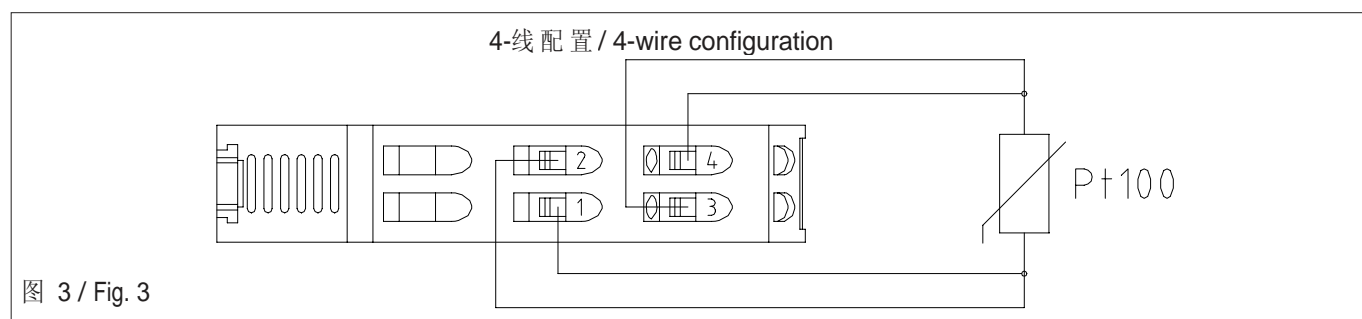 4-线配置 / 4-wire configuration
2
4
1
3
Pt100
图 3 / Fig. 3